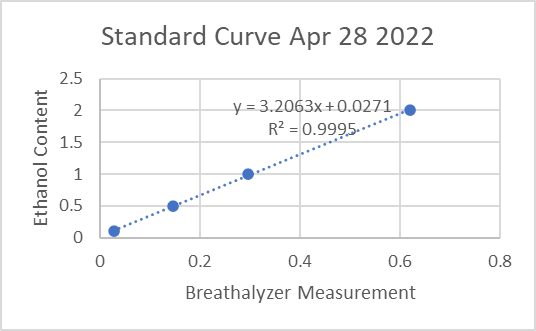 Standard Curve Apr 28 2022
2.5
2
1.5
1
0.5
0
y = 3.2063x + 0.0271
R² = 0.9995
Ethanol Content
0 0.2 0.4 0.6 0.8
Breathalyzer Measurement